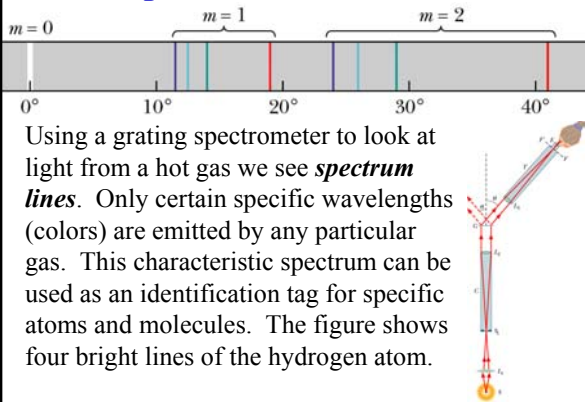 m = 0
m = 1
m = 2
0° 10° 20° 30° 40°
Using a grating spectrometer to look at
light from a hot gas we see spectrum
lines. Only certain specific wavelengths
(colors) are emitted by any particular
gas. This characteristic spectrum can be
used as an identification tag for specific
atoms and molecules. The figure shows
four bright lines of the hydrogen atom.